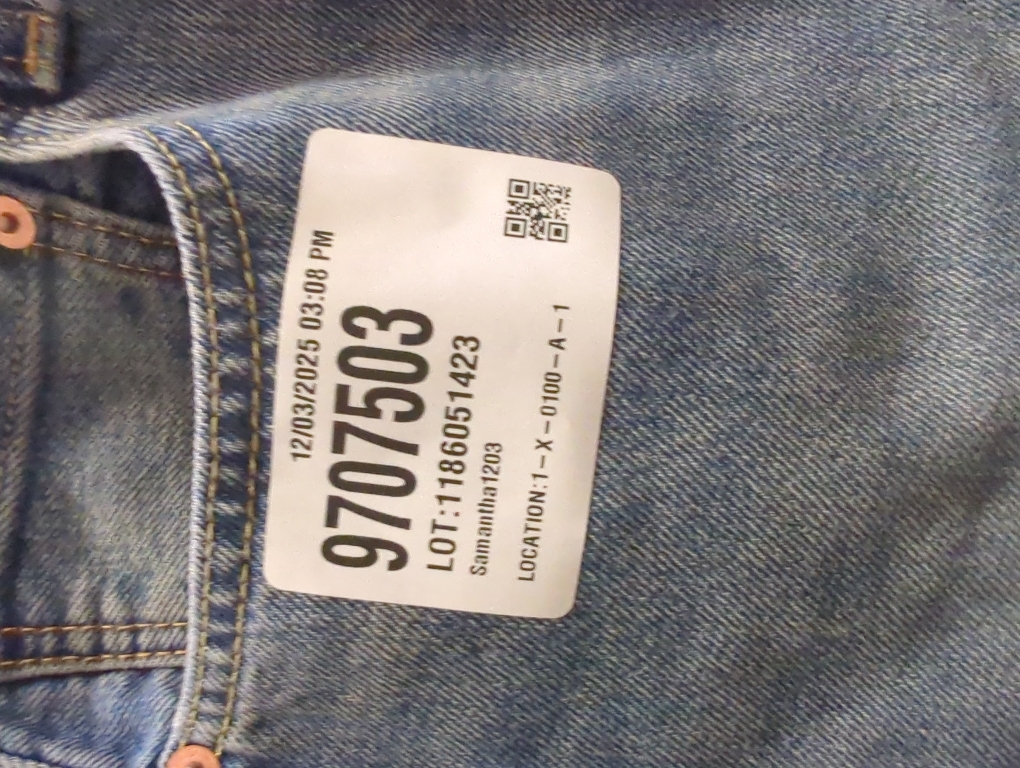 12/03/2025 03:08 PM
9707503
LOT:1186051423
Samantha1203
LOCATION:1-X-0100-A-1